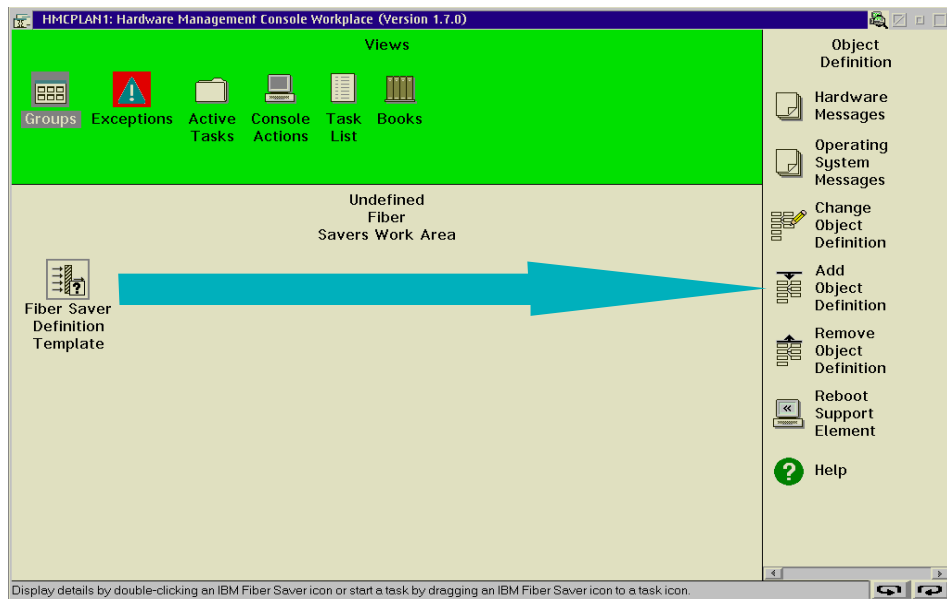 HMCPLAN1: Hardware Management Console Workplace (Version 1.7.0)
Views
Groups
Exceptions
Active
Tasks
Console
Actions
Task
List
Books
Undefined
Fiber
Savers Work Area
Fiber Saver
Definition
Template
Object
Definition
Hardware
Messages
Operating
System
Messages
Change
Object
Definition
Add
Object
Definition
Remove
Object
Definition
Reboot
Support
Element
Help
Display details by double-clicking an IBM Fiber Saver icon or start a task by dragging an IBM Fiber Saver icon to a task icon.